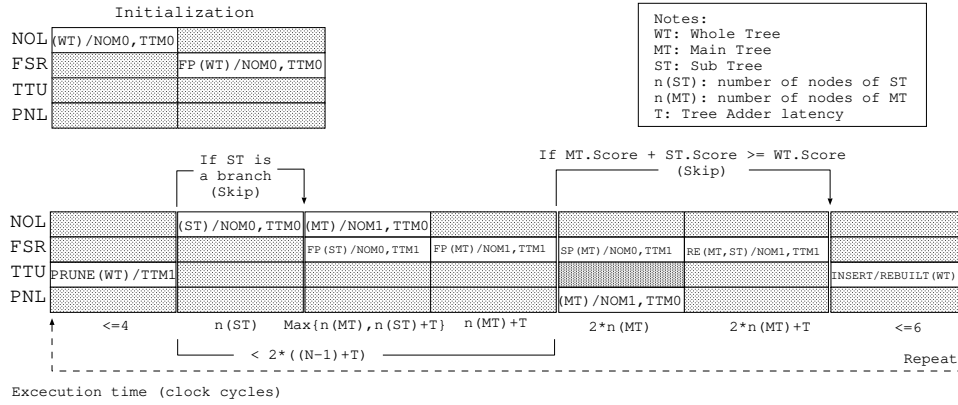 Initialization
NOL (WT)/NOM0,TTM0
FSR FP(WT)/NOM0,TTM0
TTU
PNL
Notes:
WT: Whole Tree
MT: Main Tree
ST: Sub Tree
n(ST): number of nodes of ST
n(MT): number of nodes of MT
T: Tree Adder latency
If ST is
a branch
(Skip)
If MT.Score + ST.Score >= WT.Score
(Skip)
NOL (ST)/NOM0,TTM0 (MT)/NOM1,TTM0
FSR FP(ST)/NOM0,TTM1 FP(MT)/NOM1,TTM1 SP(MT)/NOM0,TTM1 RE(MT,ST)/NOM1,TTM1
TTU PRUNE(WT)/TTM1 INSERT/REBUILT(WT)
PNL (MT)/NOM1,TTM0
<=4 n(ST) Max{n(MT),n(ST)+T} n(MT)+T 2*n(MT) 2*n(MT)+T <=6
< 2*((N-1)+T)
Repeat
Excecution time (clock cycles)